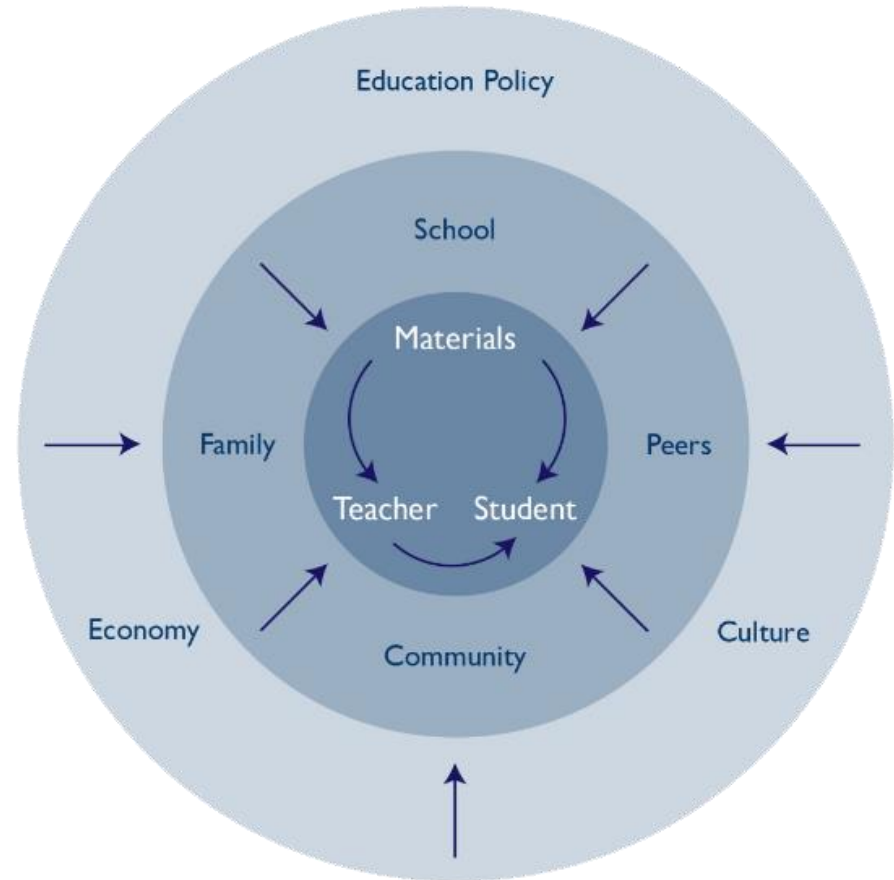 Education Policy
School
Materials
Family
Peers
Teacher
Student
Economy
Culture
Community